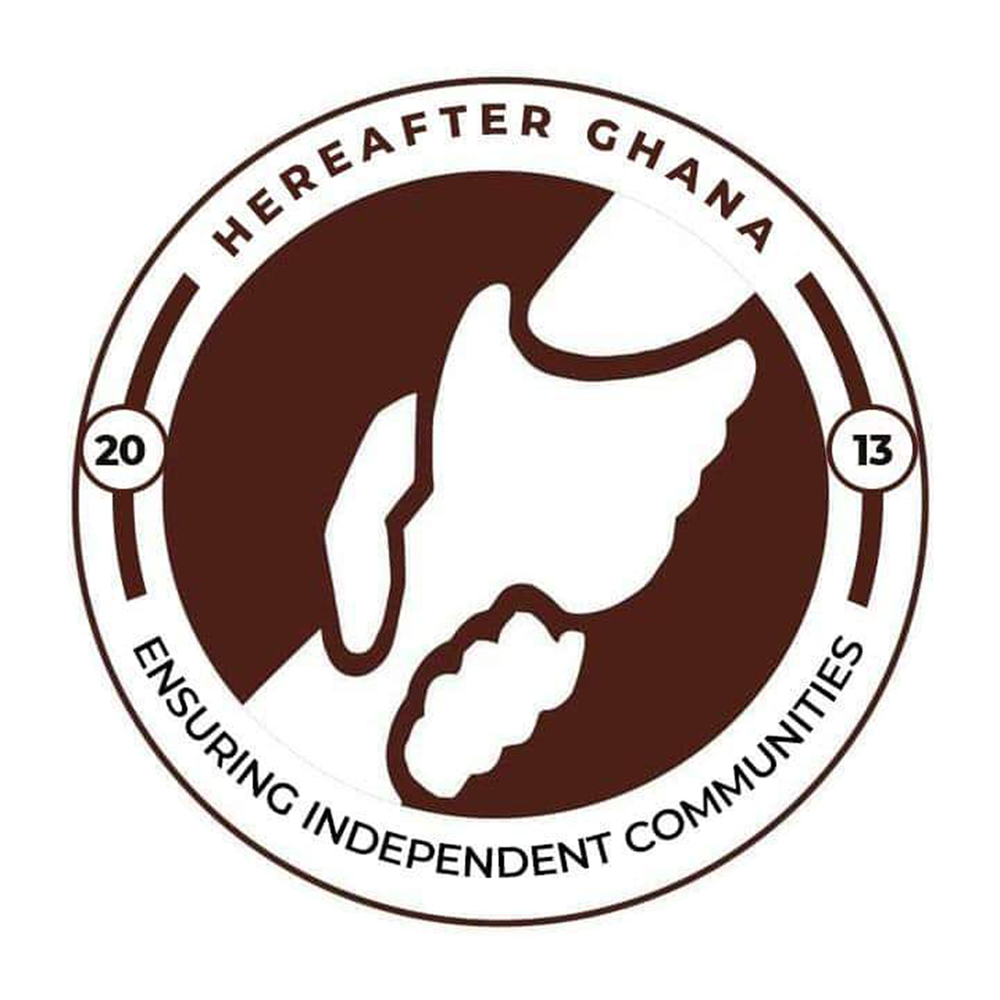 HEREAFTER GHANA
20
13
ENSURING INDEPENDENT COMMUNITIES